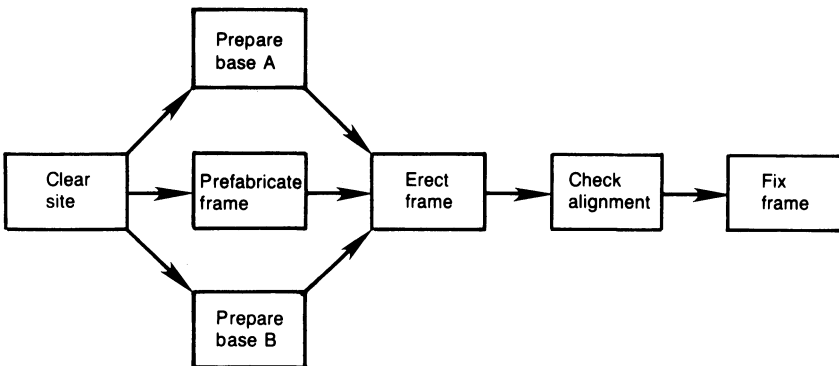 Prepare
base A
Clear
site
Prefabricate
frame
Erect
frame
Check
alignment
Fix
frame
Prepare
base B